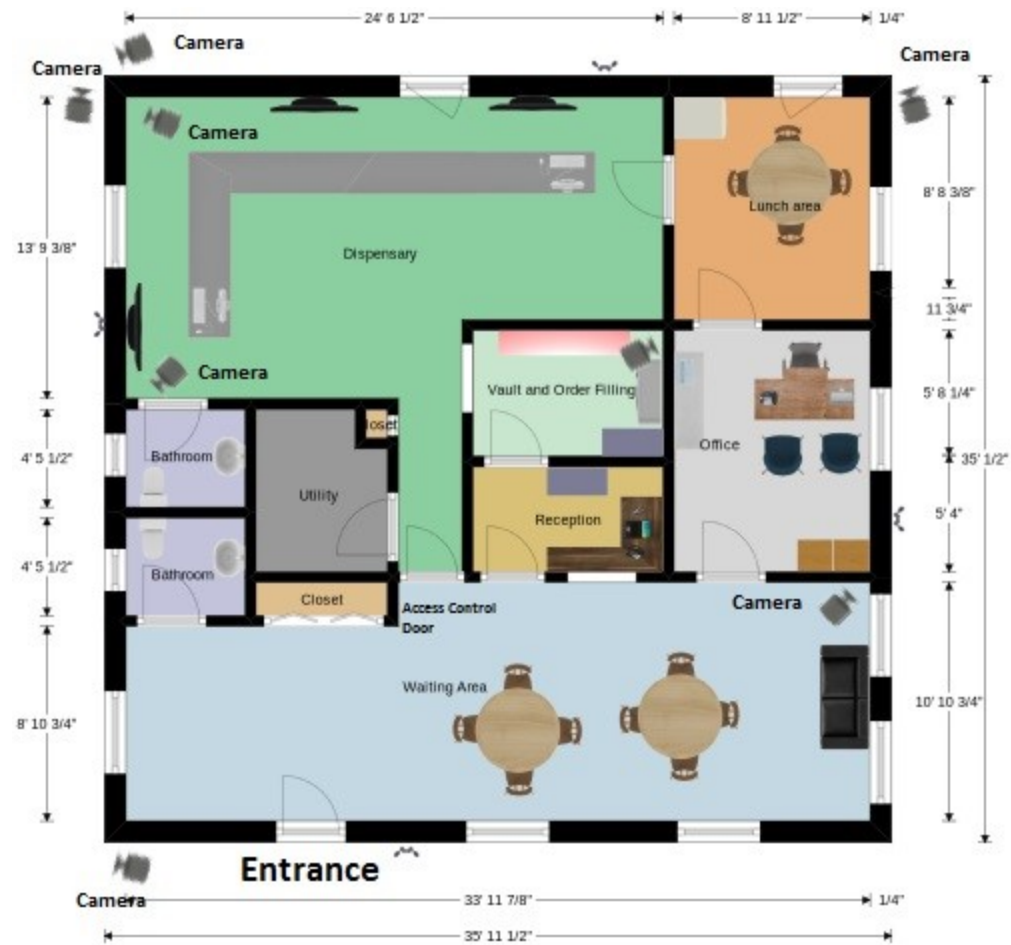 24' 6 1/2"
8' 11 1/2"
1/4"
Camera
Camera
Camera
Camera
Lunch area
8' 8 3/8"
13' 9 3/8"
Dispensary
11 3/4"
Camera
Vault and Order Filling
5' 8 1/4"
loset
Office
35' 1/2"
4' 5 1/2"
Bathroom
Utility
Reception
5' 4"
4' 5 1/2"
Bathroom
Closet
Access Control
Door
Camera
Waiting Area
8' 10 3/4"
10' 10 3/4"
Entrance
Camera
33' 11 7/8"
1/4"
35' 11 1/2"